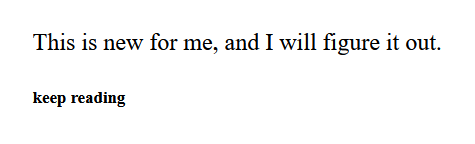 This is new for me, and I will figure it out.
keep reading